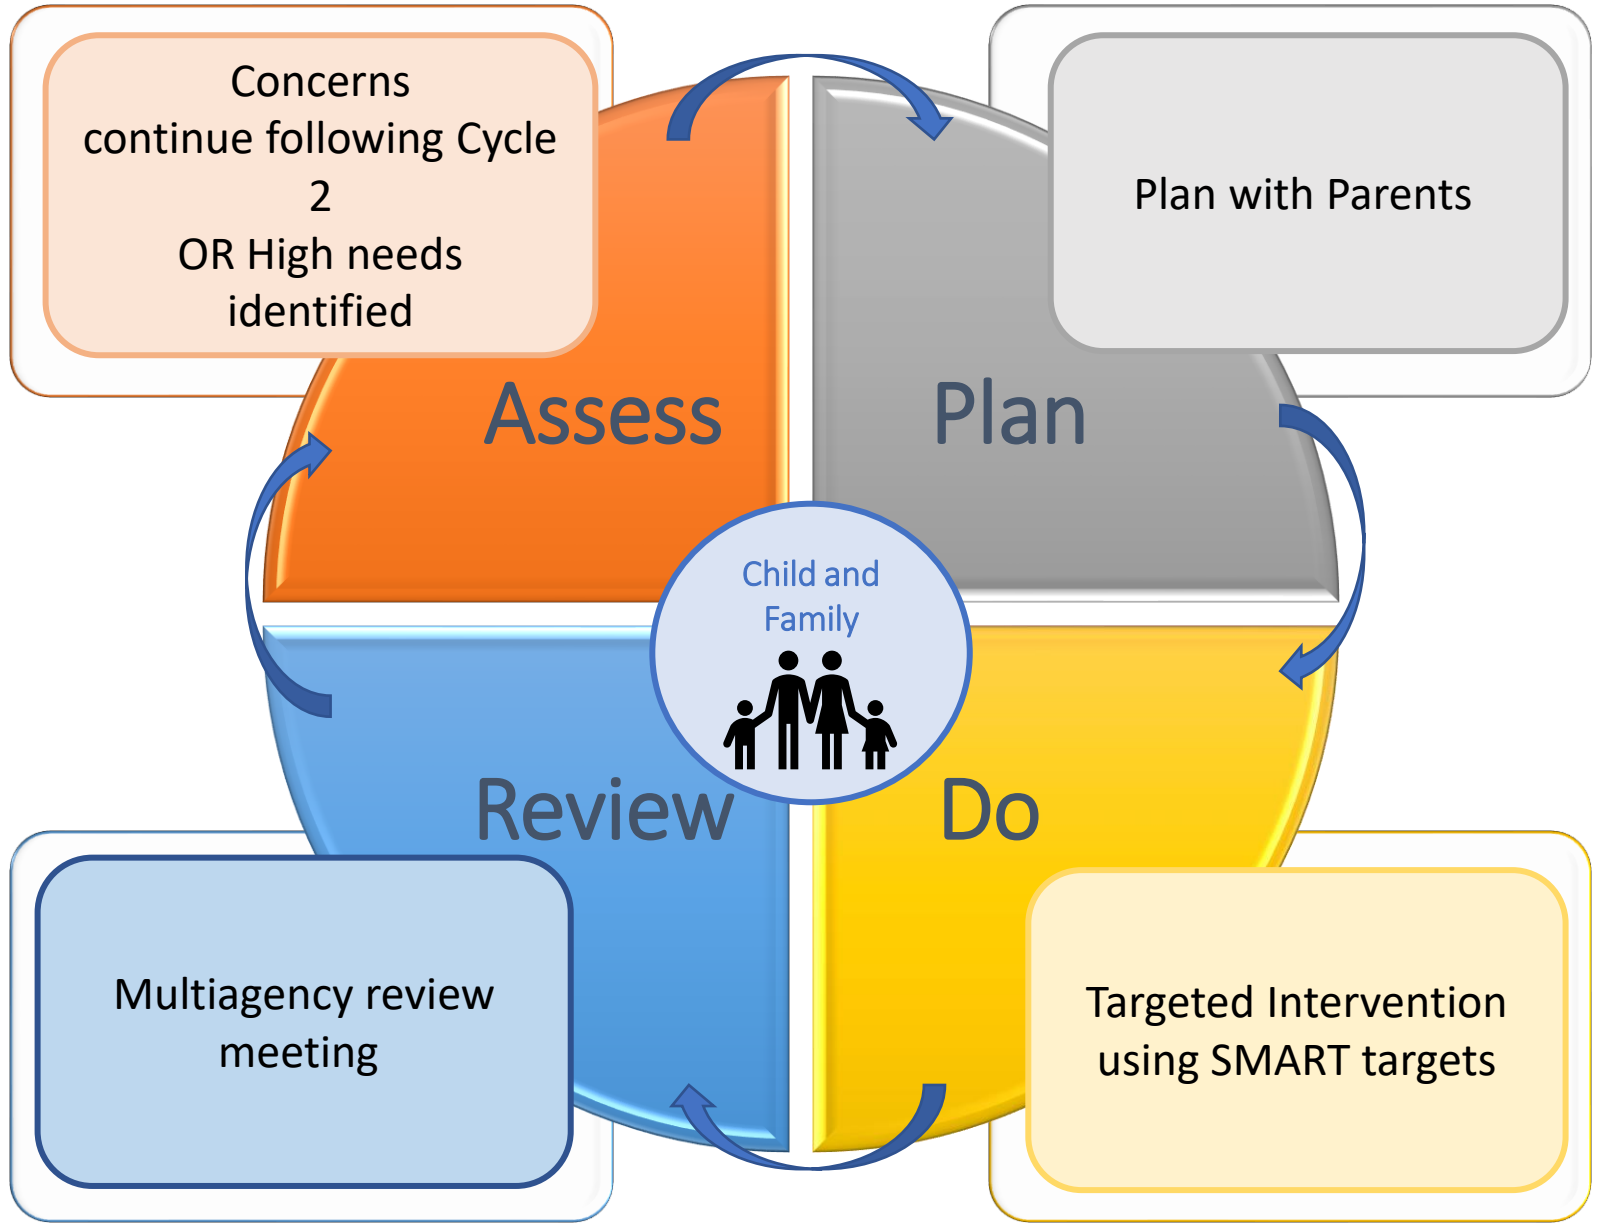 Concerns
continue following Cycle
2
OR High needs
identified
Plan with Parents
Assess
Plan
Child and
Family
Review
Do
Multiagency review
meeting
Targeted Intervention
using SMART targets